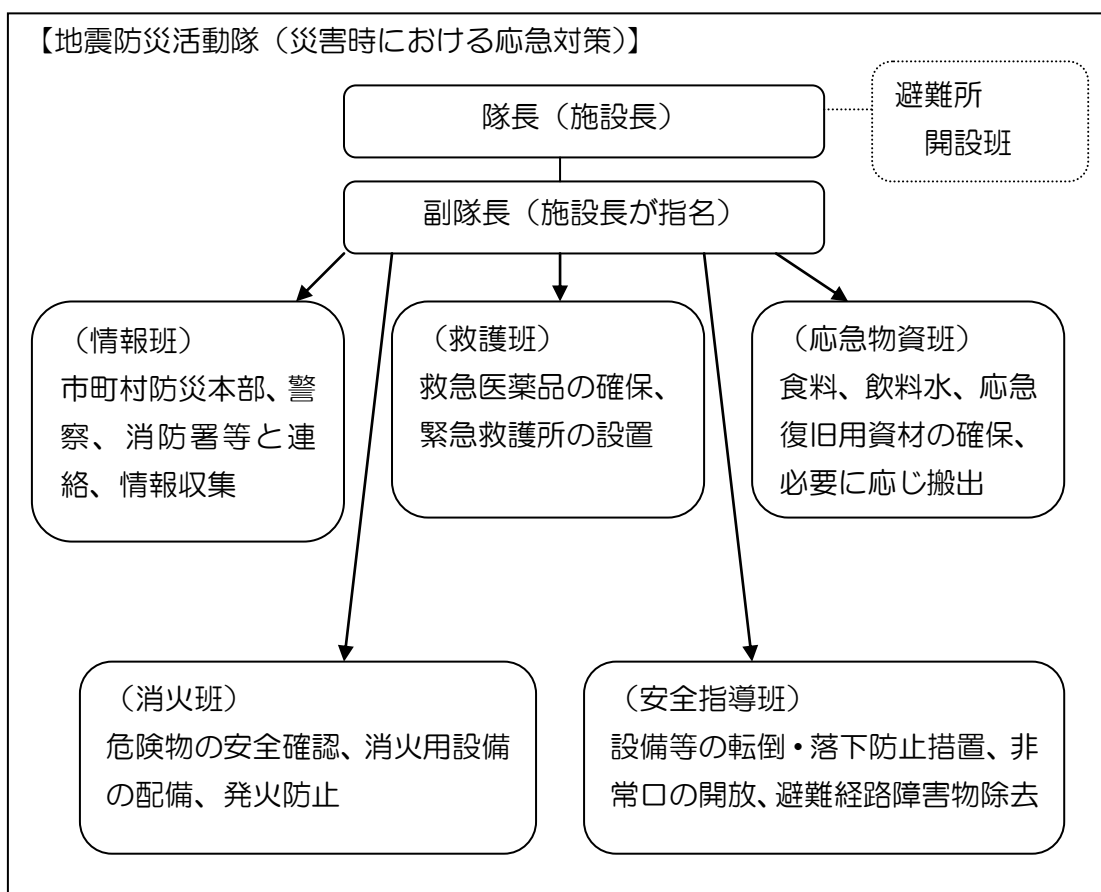 【地震防災活動隊（災害時における応急対策）】
隊長（施設長）
避難所
開設班
副隊長（施設長が指名）
（情報班）
市町村防災本部、警
察、消防署等と連
絡、情報収集
（救護班）
救急医薬品の確保、
緊急救護所の設置
（応急物資班）
食料、飲料水、応急
復旧用資材の確保、
必要に応じ搬出
（消火班）
危険物の安全確認、消火用設備
の配備、発火防止
（安全指導班）
設備等の転倒・落下防止措置、非
常口の開放、避難経路障害物除去